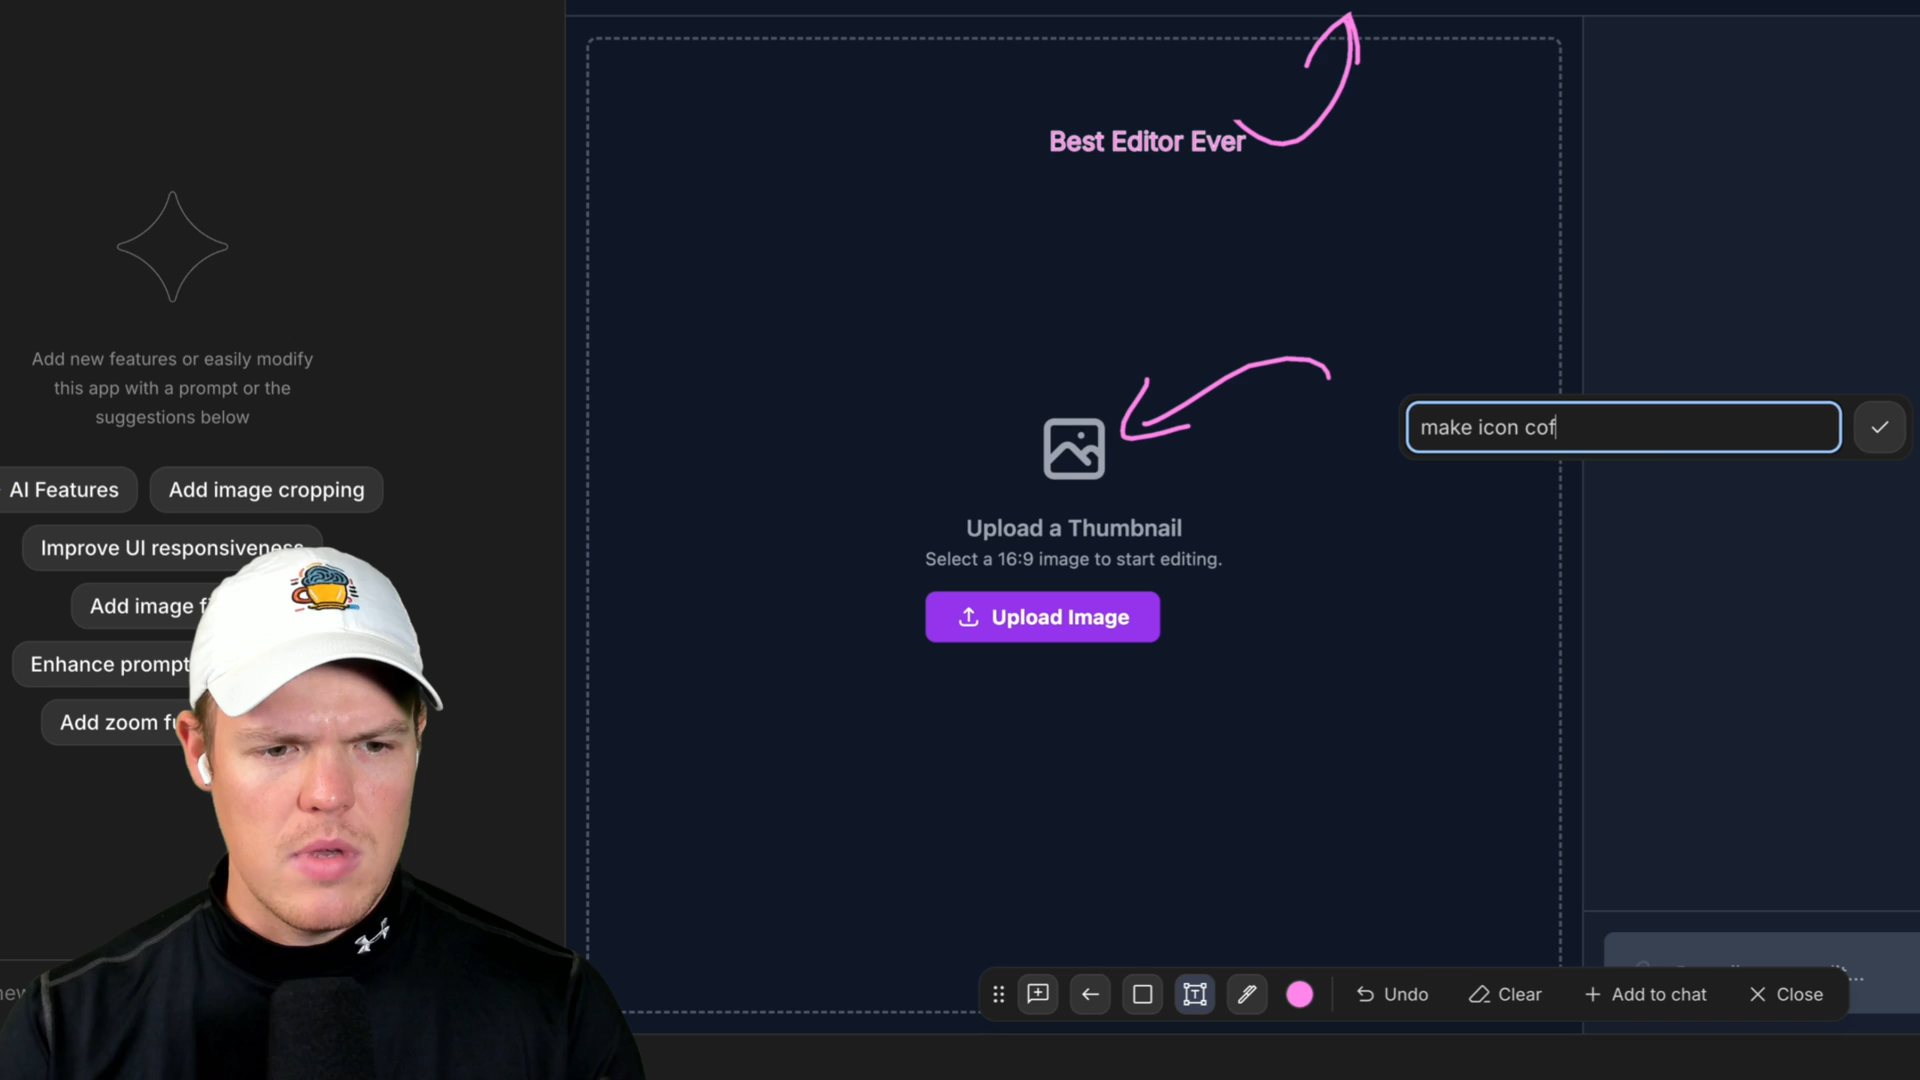 Best Editor Ever
Add new features or easily modify
this app with a prompt or the
suggestions below
AI Features
Add image cropping
Improve UI responsiveness
Add image
Enhance prompt
Add zoom
make icon cof
Upload a Thumbnail
Select a 16:9 image to start editing.
Upload Image
Undo
Clear
Add to chat
Close